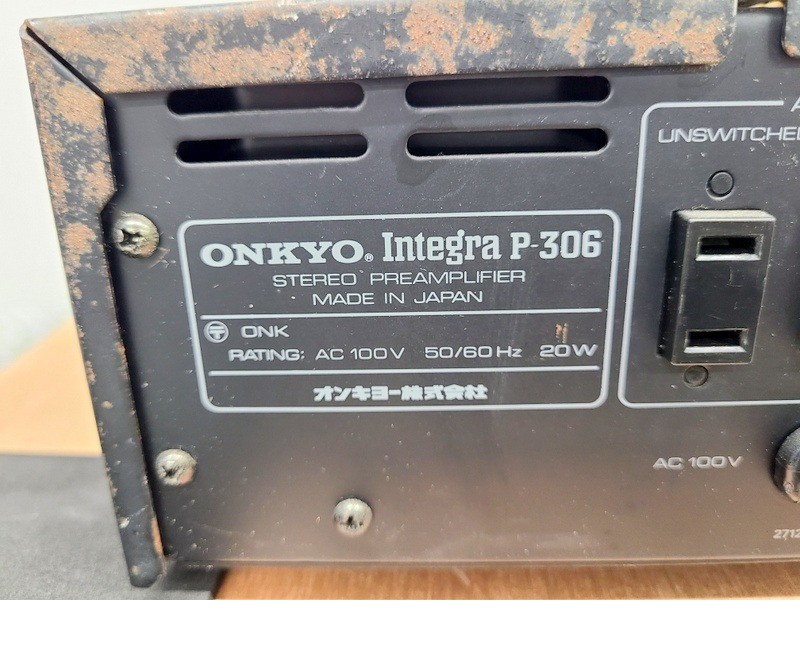 UNSWITCHED
ONKYO® Integra P-306
STEREO PREAMPLIFIER
MADE IN JAPAN
〒 ONK
RATING: AC 100V 50/60Hz 20W
オンキヨー株式会社
AC 100V
2712